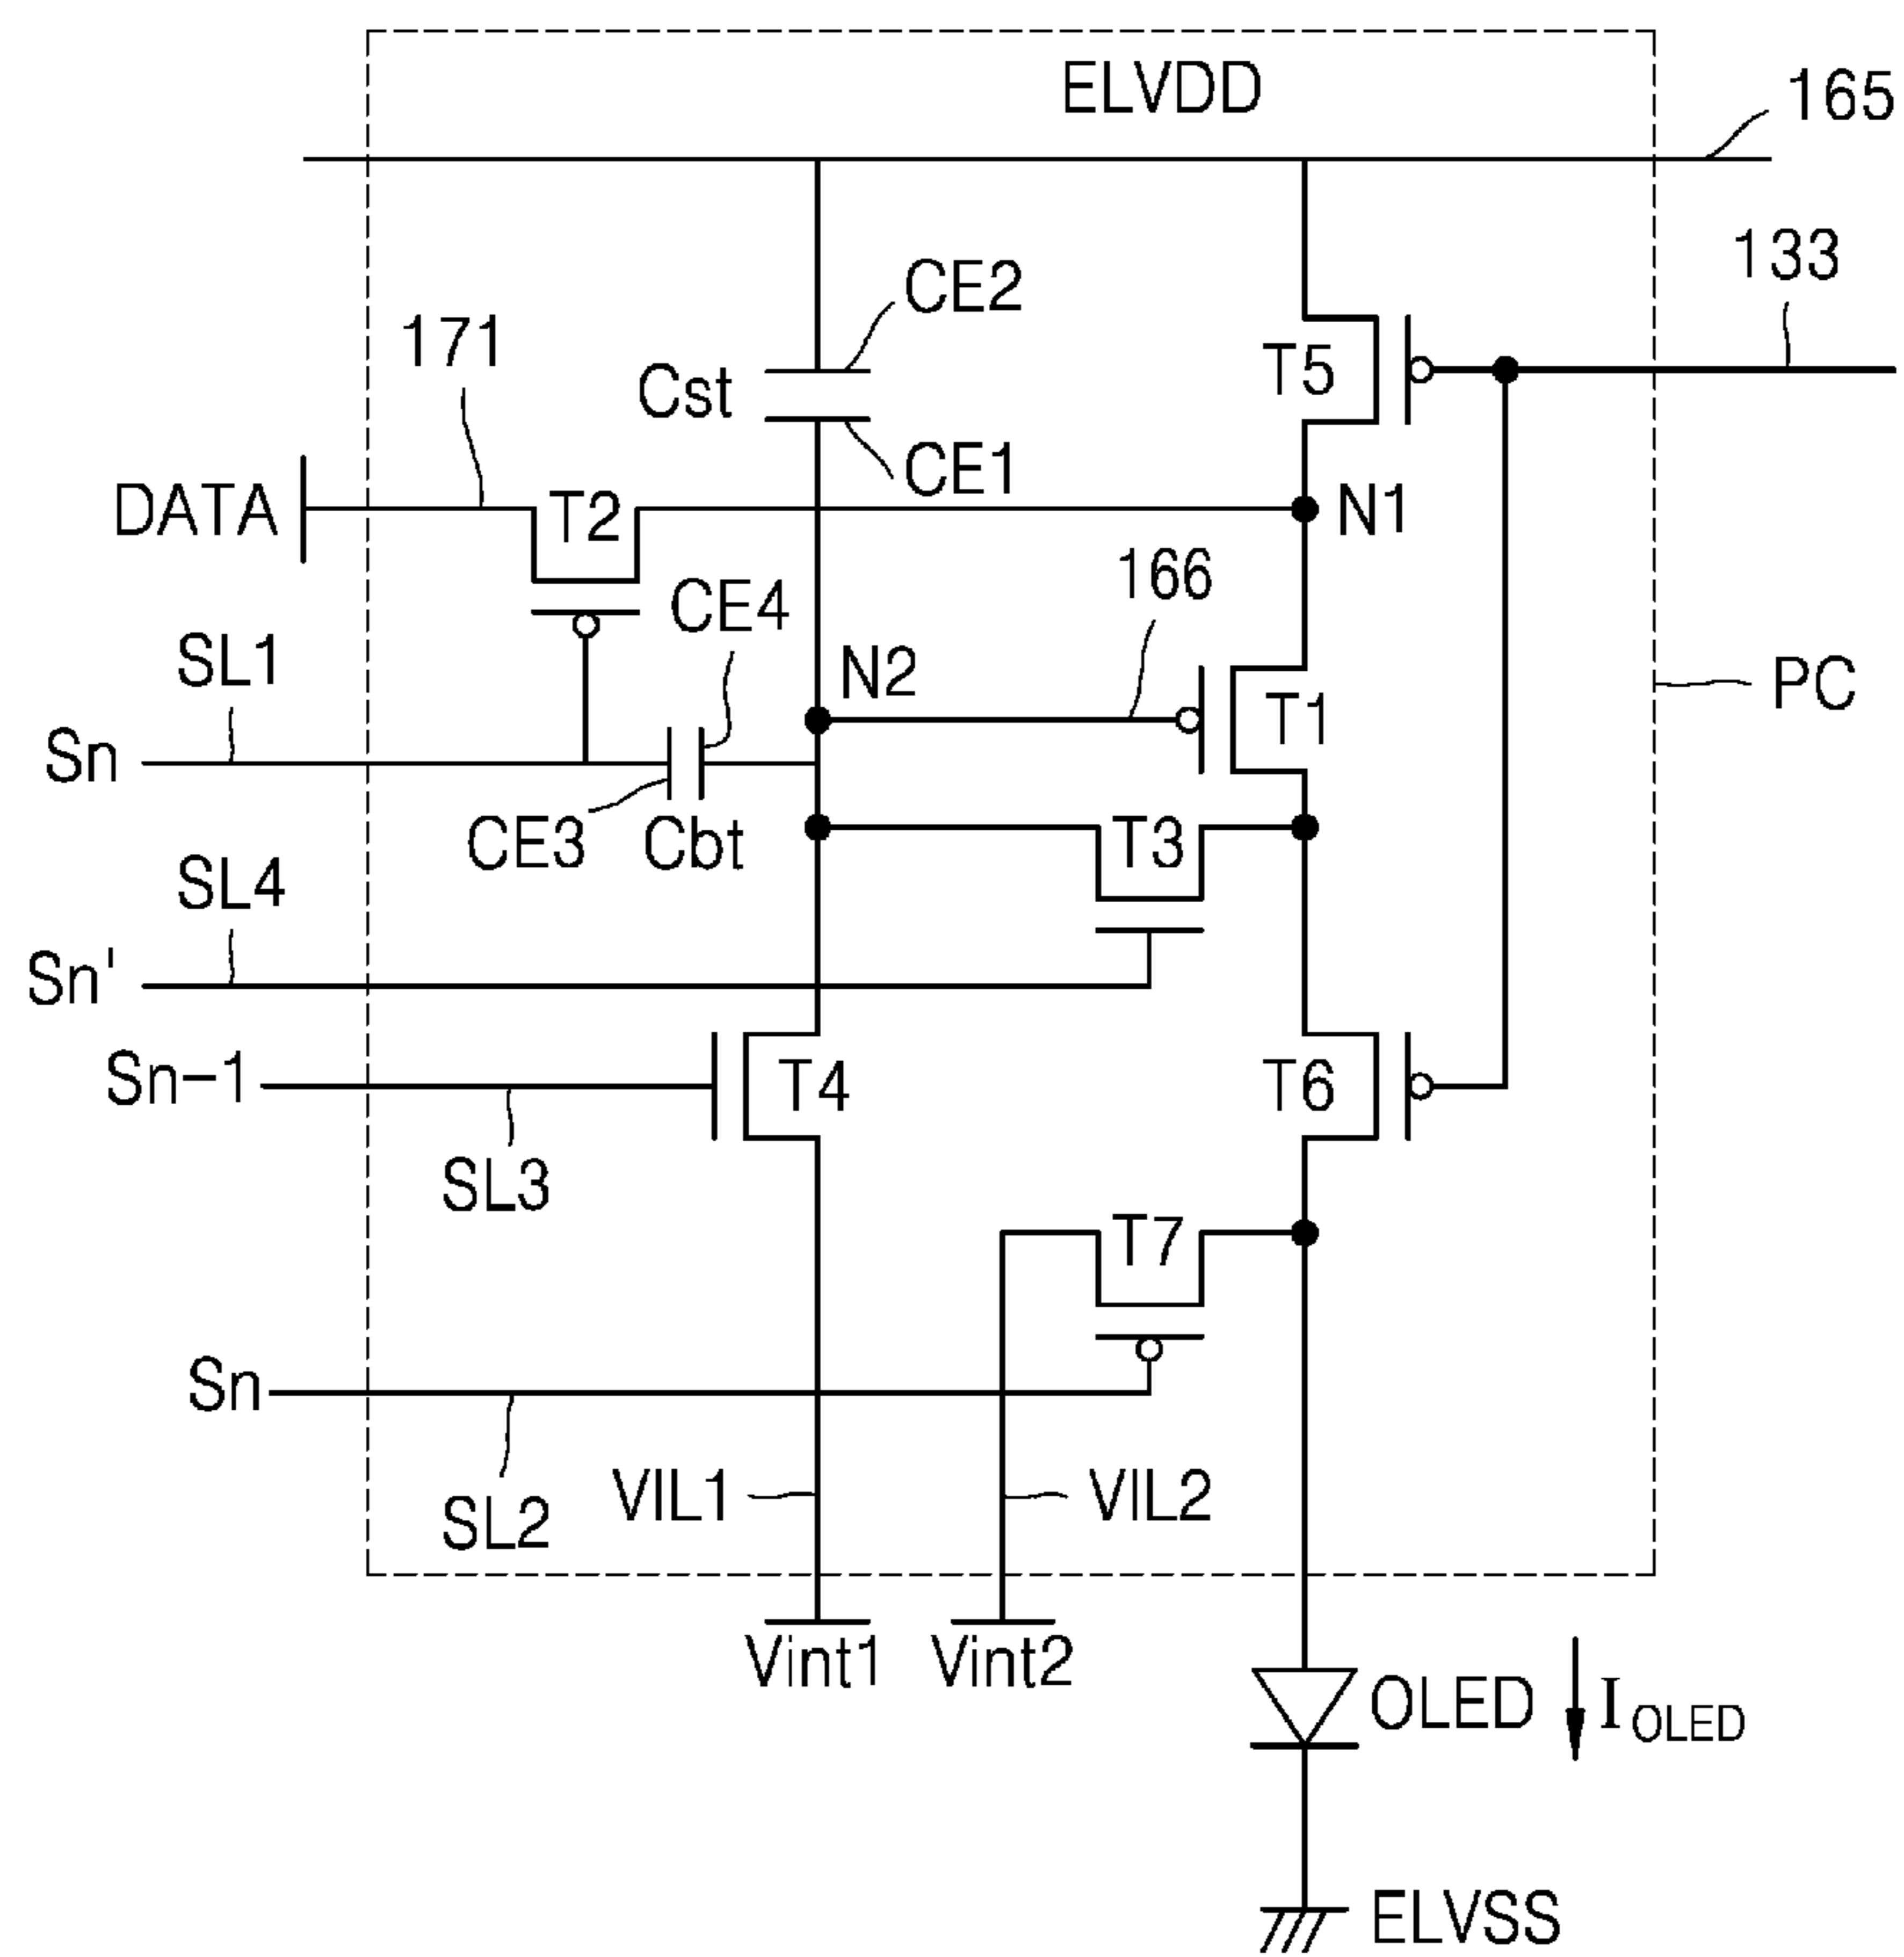 ELVDD
165
133
CE2
171
T5
Cst
CE1
DATA
T2
N1
166
CE4
SL1
N2
T1
PC
Sn
CE3
Cbt
T3
SL4
Sn'
Sn-1
T4
T6
SL3
T7
Sn
VIL1
VIL2
SL2
Vint1
Vint2
OLED
I OLED
ELVSS